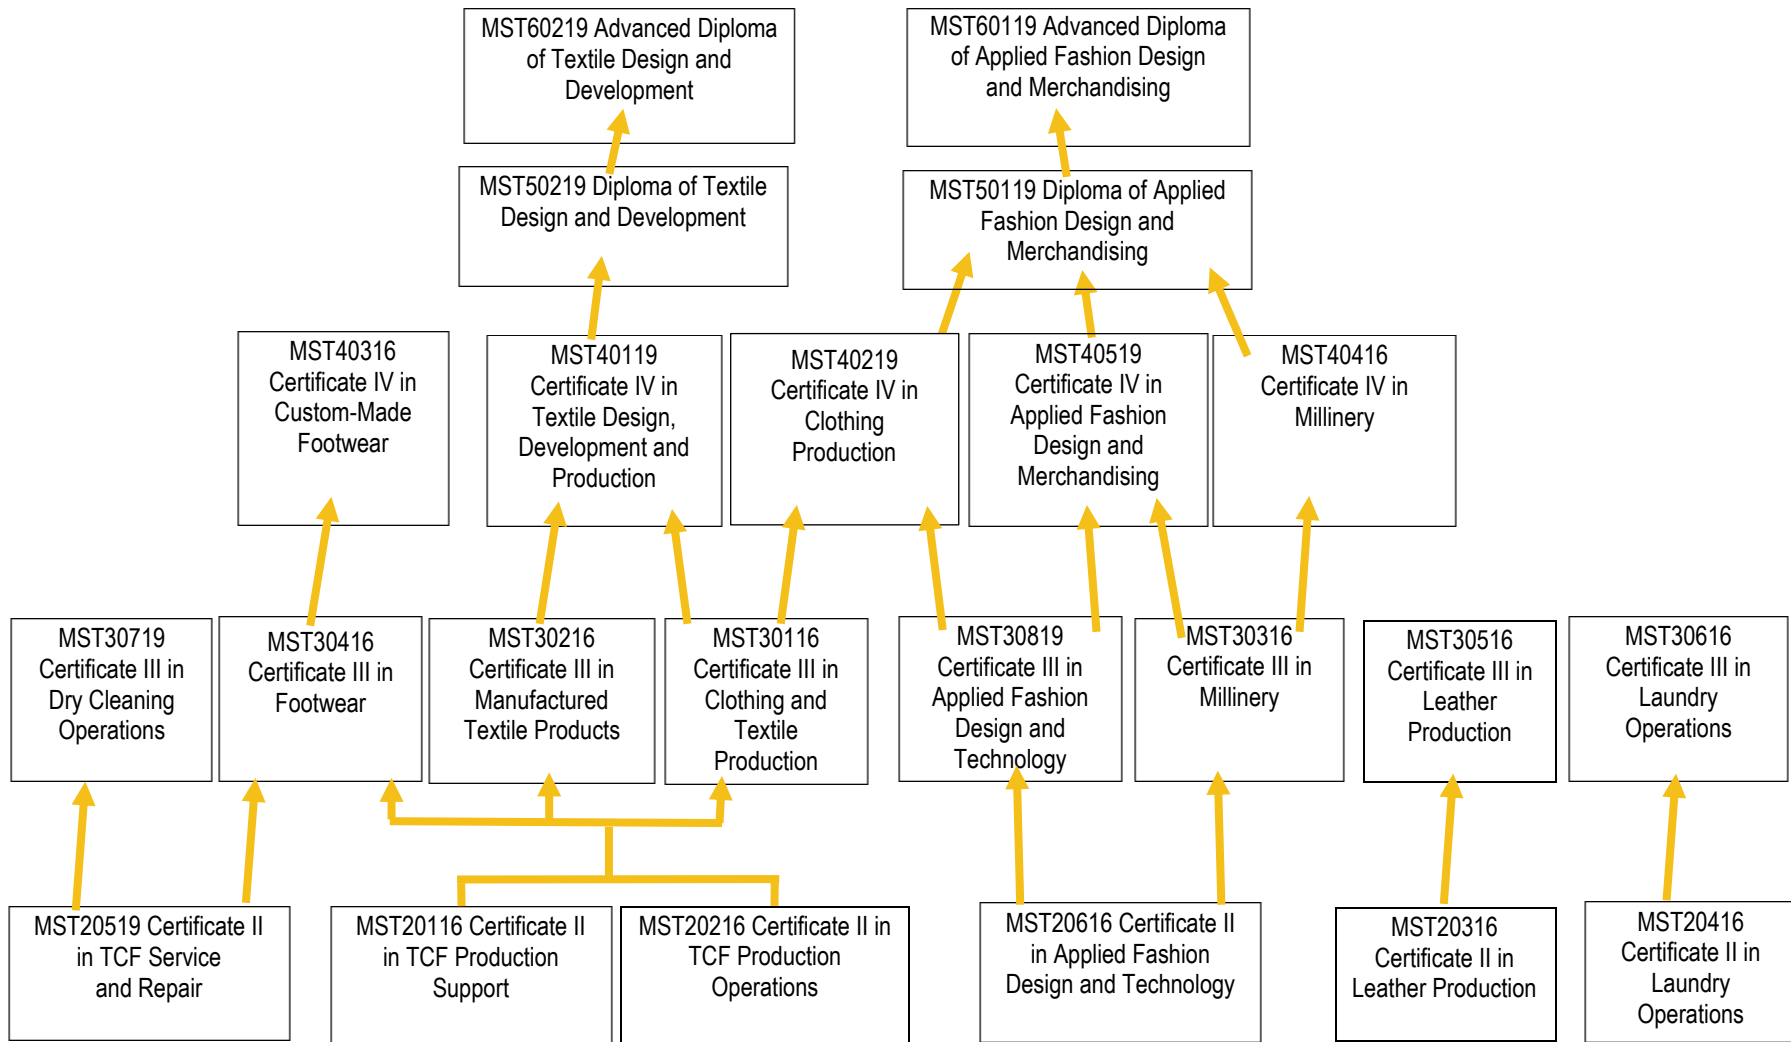 MST60219 Advanced Diploma
of Textile Design and
Development
MST60119 Advanced Diploma
of Applied Fashion Design
and Merchandising
MST50219 Diploma of Textile
Design and Development
MST50119 Diploma of Applied
Fashion Design and
Merchandising
MST40316
Certificate IV in
Custom-Made
Footwear
MST40119
Certificate IV in
Textile Design,
Development and
Production
MST40219
Certificate IV in
Clothing
Production
MST40519
Certificate IV in
Applied Fashion
Design and
Merchandising
MST40416
Certificate IV in
Millinery
MST30719
Certificate III in
Dry Cleaning
Operations
MST30416
Certificate III in
Footwear
MST30216
Certificate III in
Manufactured
Textile Products
MST30116
Certificate III in
Clothing and
Textile
Production
MST30819
Certificate III in
Applied Fashion
Design and
Technology
MST30316
Certificate III in
Millinery
MST30516
Certificate III in
Leather
Production
MST30616
Certificate III in
Laundry
Operations
MST20519 Certificate II
in TCF Service
and Repair
MST20116 Certificate II
in TCF Production
Support
MST20216 Certificate II in
TCF Production
Operations
MST20616 Certificate II
in Applied Fashion
Design and Technology
MST20316
Certificate II in
Leather Production
MST20416
Certificate II in
Laundry
Operations